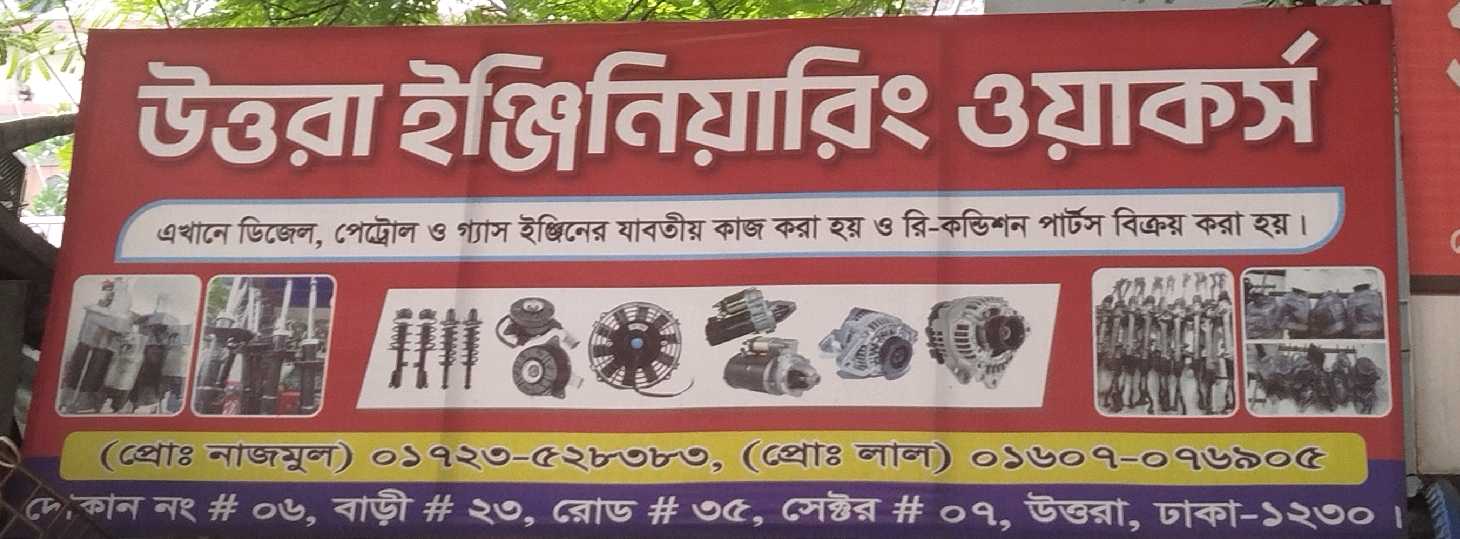 উত্তরা ইঞ্জিনিয়ারিং ওয়াকর্স
এখানে ডিজেল, পেট্রোল ও গ্যাস ইঞ্জিনের যাবতীয় কাজ করা হয় ও রি-কন্ডিশন পার্টস বিক্রয় করা হয়।
(প্রোঃ নাজমুল) ০১৭২৩-৫২৮৩৮৩, (প্রোঃ লাল) ০১৬০৭-০৭৬৯০৫
দোকান নং # ০৬, বাড়ী # ২৩, রোড # ৩৫, সেক্টর # ০৭, উত্তরা, ঢাকা-১২৩০।